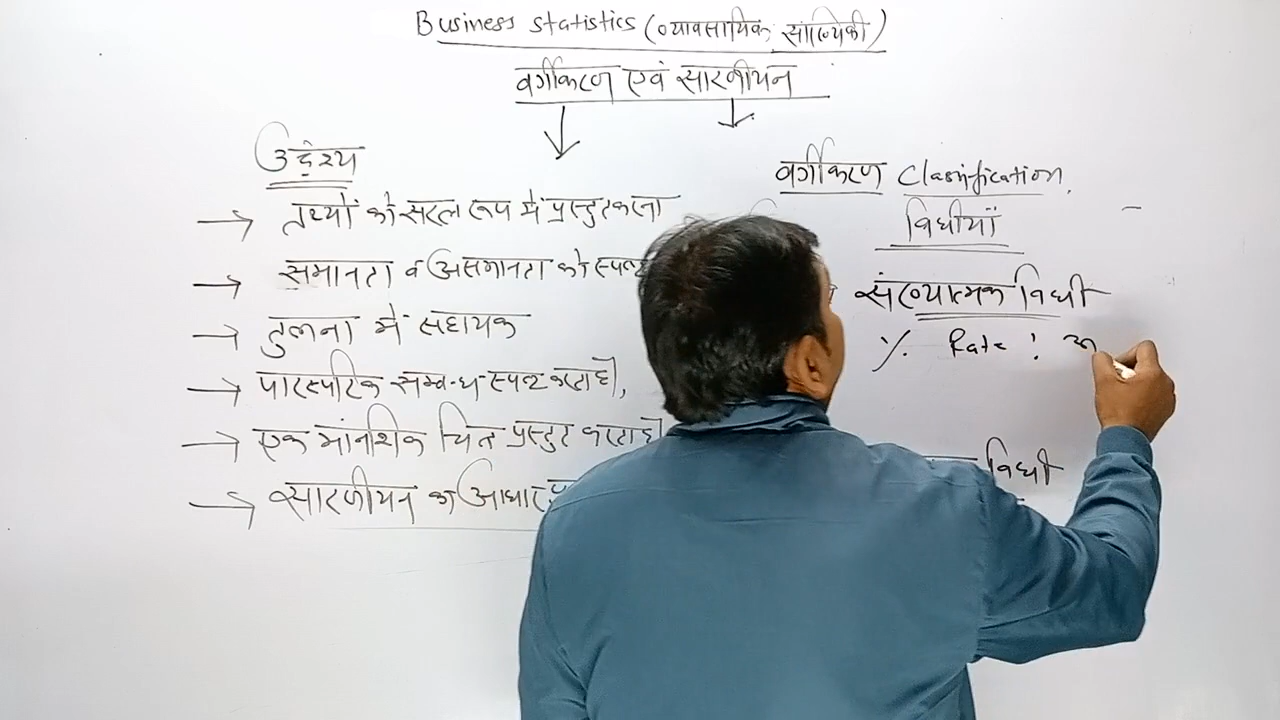 Business statistics (व्यावसायिक सांख्यिकी)
वर्गीकरण एवं सारणीयन
उद्देश्य
तथ्यों को सरल रूप में प्रस्तुत करना
समानता व असमानता को स्पष्ट
तुलना में सहायक
पारस्परिक सम्बन्ध स्पष्ट करता है,
एक मांनशिक चित्र प्रस्तुत करता है
सारणीयन का आधार
वर्गीकरण Classification,
विधीयाँ
संख्यात्मक विधी
% Rate :
विधी